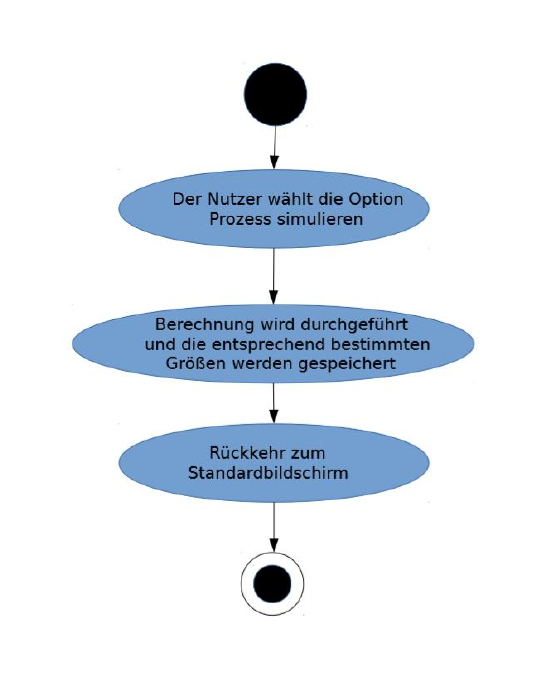 Der Nutzer wählt die Option
Prozess simulieren
Berechnung wird durchgeführt
und die entsprechend bestimmten
Größen werden gespeichert
Rückkehr zum
Standardbildschirm